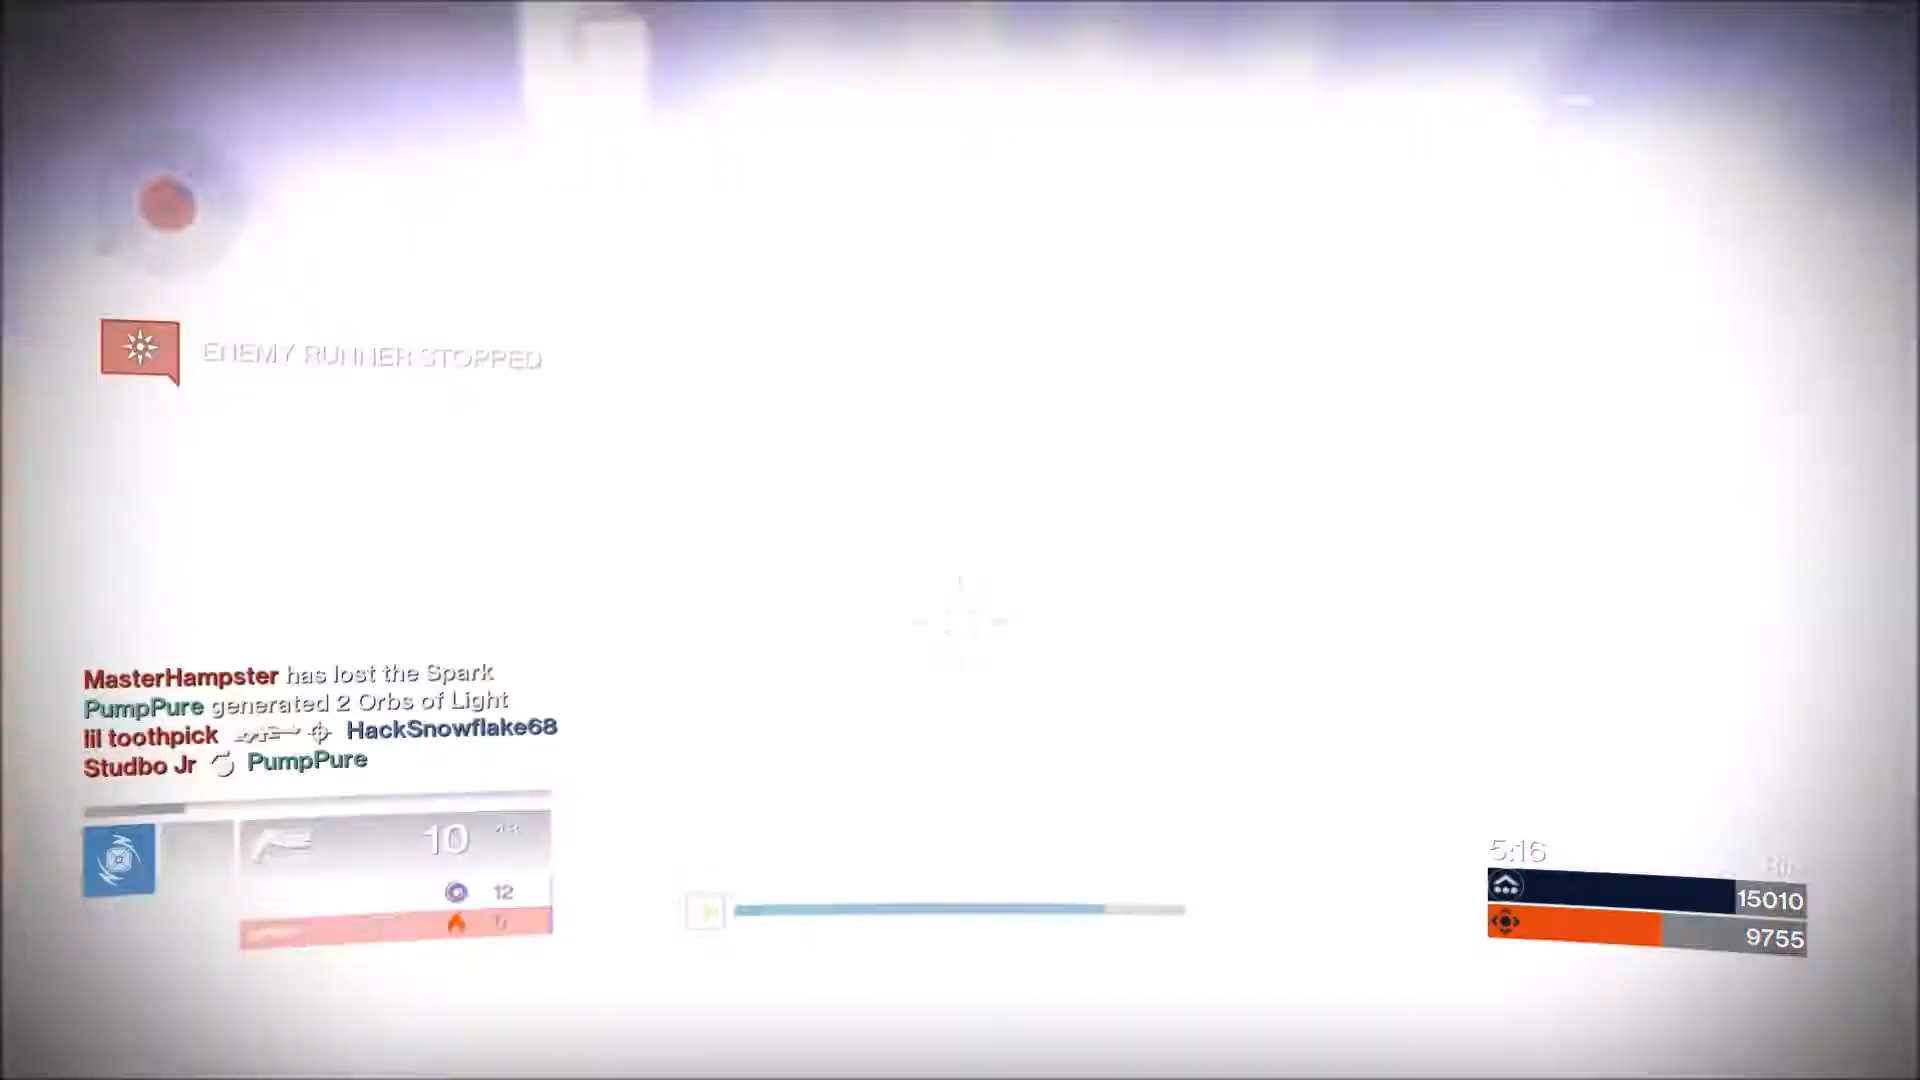 ENEMY RUNNER STOPPED
MasterHampster has lost the Spark
PumpPure generated 2 Orbs of Light
lil toothpick HackSnowflake68
Studbo Jr PumpPure
10
12
5:16
15010
9755